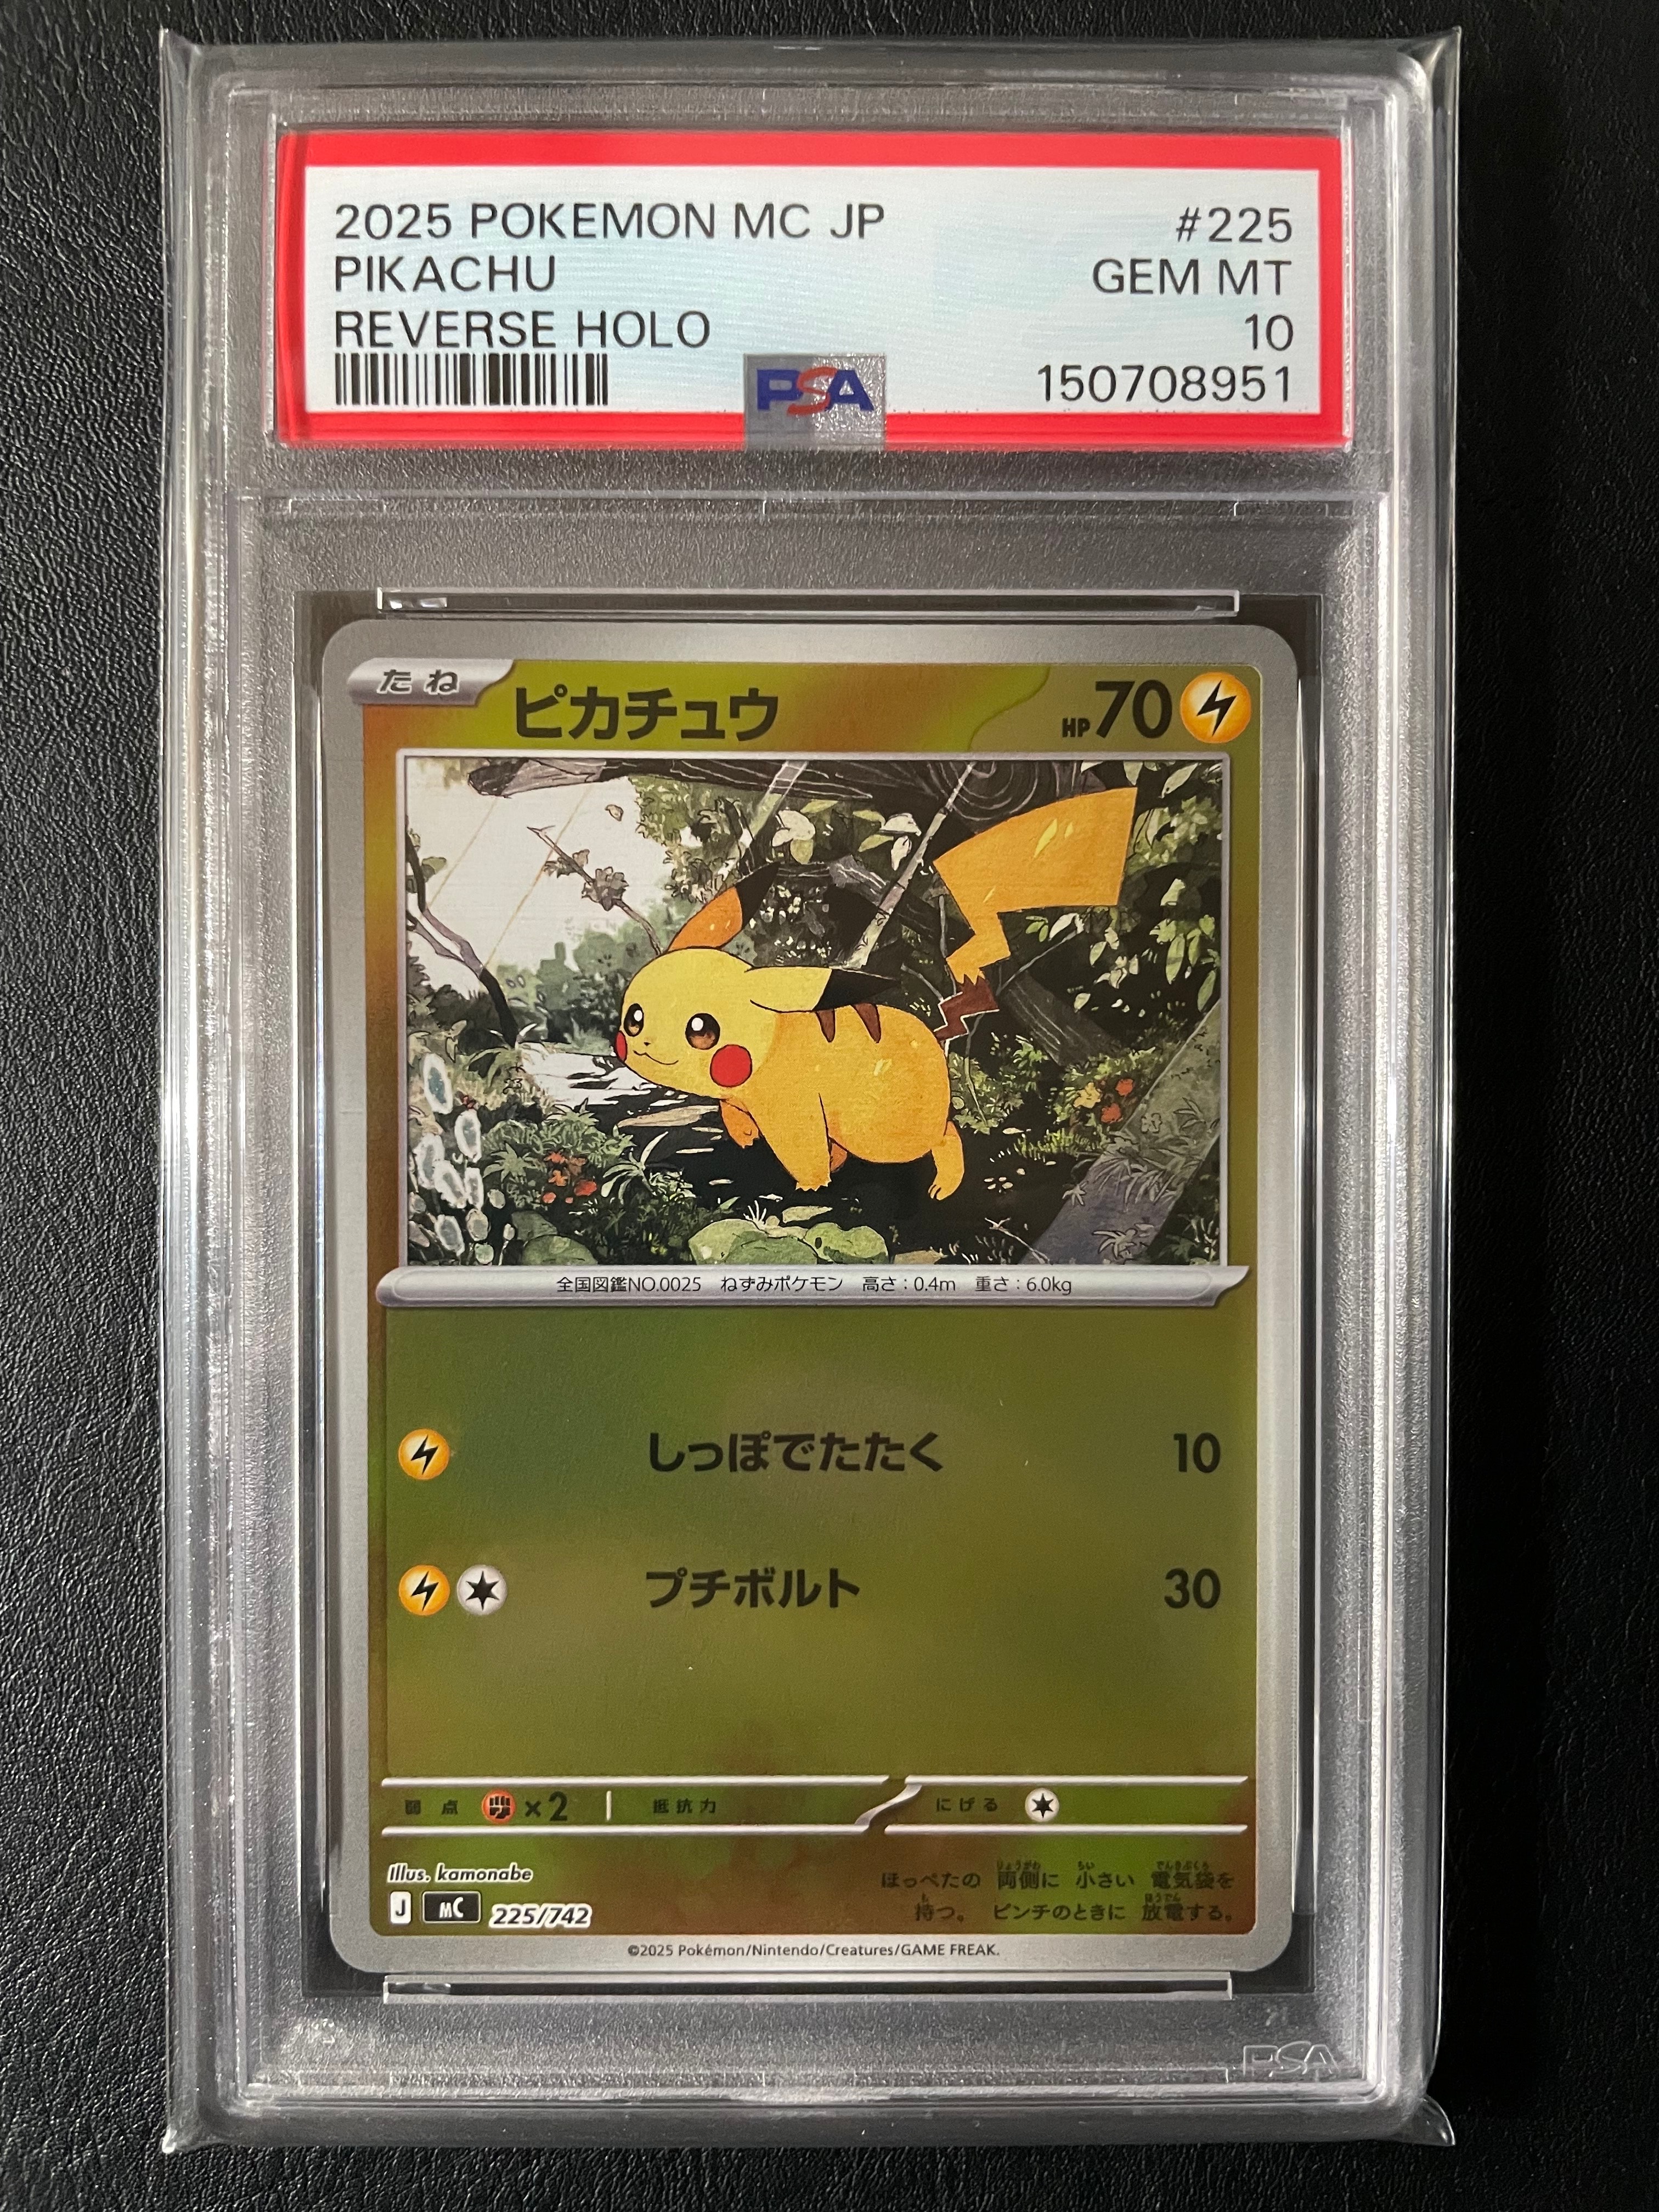 2025 POKEMON MC JP #225
PIKACHU GEM MT
REVERSE HOLO 10
PSA 150708951
たね ピカチュウ HP70
全国図鑑NO.0025 ねずみポケモン 高さ:0.4m 重さ:6.0kg
しっぽでたたく 10
プチボルト 30
弱点 ×2 抵抗力 にげる
Illus. kamonabe
J MC 225/742
ほっぺたの 両側に 小さい 電気袋を
持つ。 ピンチのときに 放電する。
©2025 Pokémon/Nintendo/Creatures/GAME FREAK.
PSA